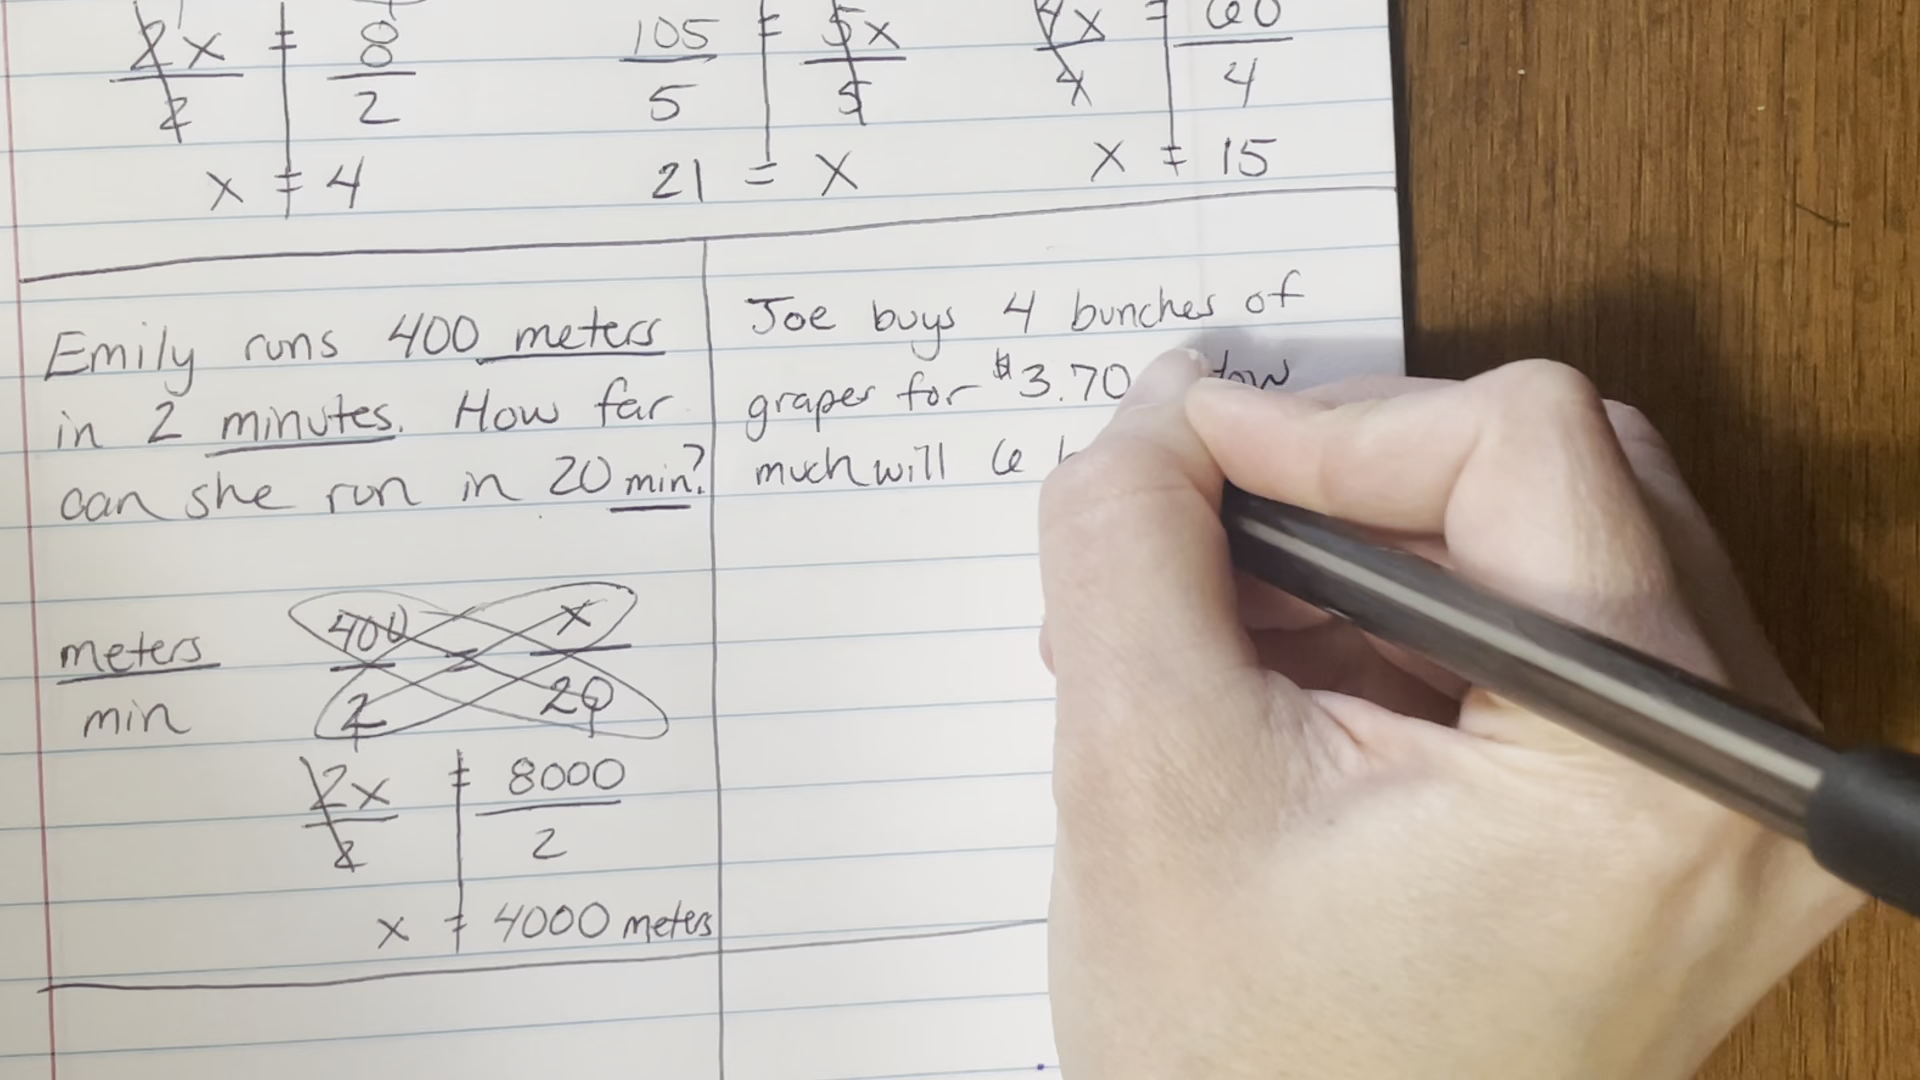 2x = 8
2 2
x = 4
105 = 5x
5 5
21 = x
4x = 60
4 4
x = 15
Emily runs 400 meters
in 2 minutes. How far
can she run in 20 min?
meters
min
400 = x
2 20
2x = 8000
2 2
x = 4000 meters
Joe buys 4 bunches of
grapes for $3.70 How
much will 6